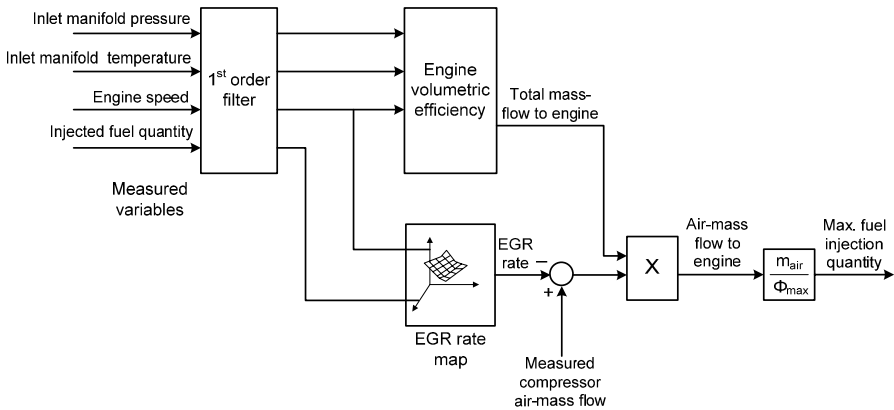 Inlet manifold pressure
Inlet manifold temperature
Engine speed
Injected fuel quantity
Measured
variables
1st order
filter
Engine
volumetric
efficiency
Total mass-
flow to engine
EGR
rate
−
+
EGR rate
map
Measured
compressor
air-mass flow
X
Air-mass
flow to
engine
mair
Φmax
Max. fuel
injection
quantity